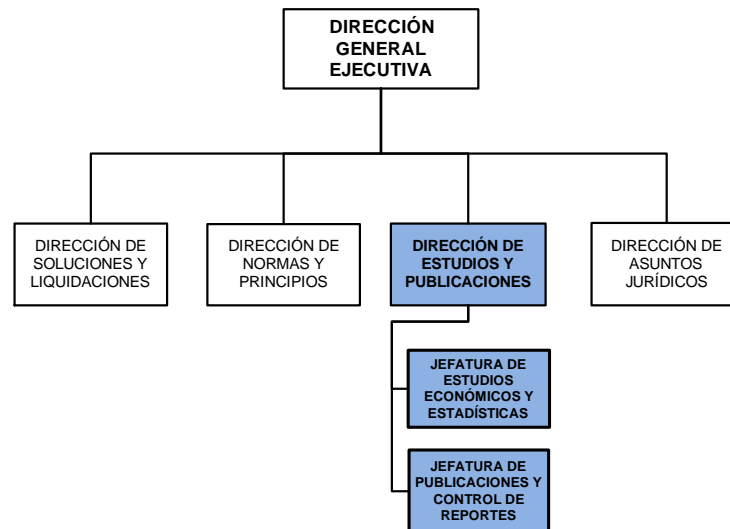 DIRECCIÓN
GENERAL
EJECUTIVA
DIRECCIÓN DE
SOLUCIONES Y
LIQUIDACIONES
DIRECCIÓN DE
NORMAS Y
PRINCIPIOS
DIRECCIÓN DE
ESTUDIOS Y
PUBLICACIONES
DIRECCIÓN DE
ASUNTOS
JURÍDICOS
JEFATURA DE
ESTUDIOS
ECONÓMICOS Y
ESTADÍSTICAS
JEFATURA DE
PUBLICACIONES Y
CONTROL DE
REPORTES